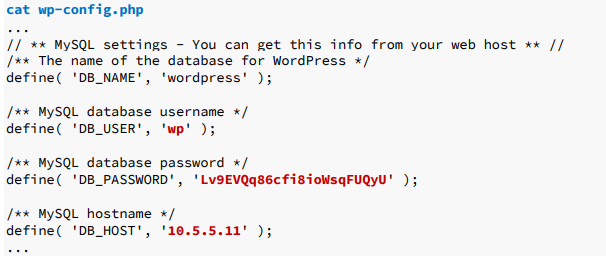 cat wp-config.php
...
// ** MySQL settings – You can get this info from your web host ** //
/** The name of the database for WordPress */
define( 'DB_NAME', 'wordpress' );
/** MySQL database username */
define( 'DB_USER', 'wp' );
/** MySQL database password */
define( 'DB_PASSWORD', 'Lv9EVQq86cfi8ioWsqFUQyU' );
/** MySQL hostname */
define( 'DB_HOST', '10.5.5.11' );
...